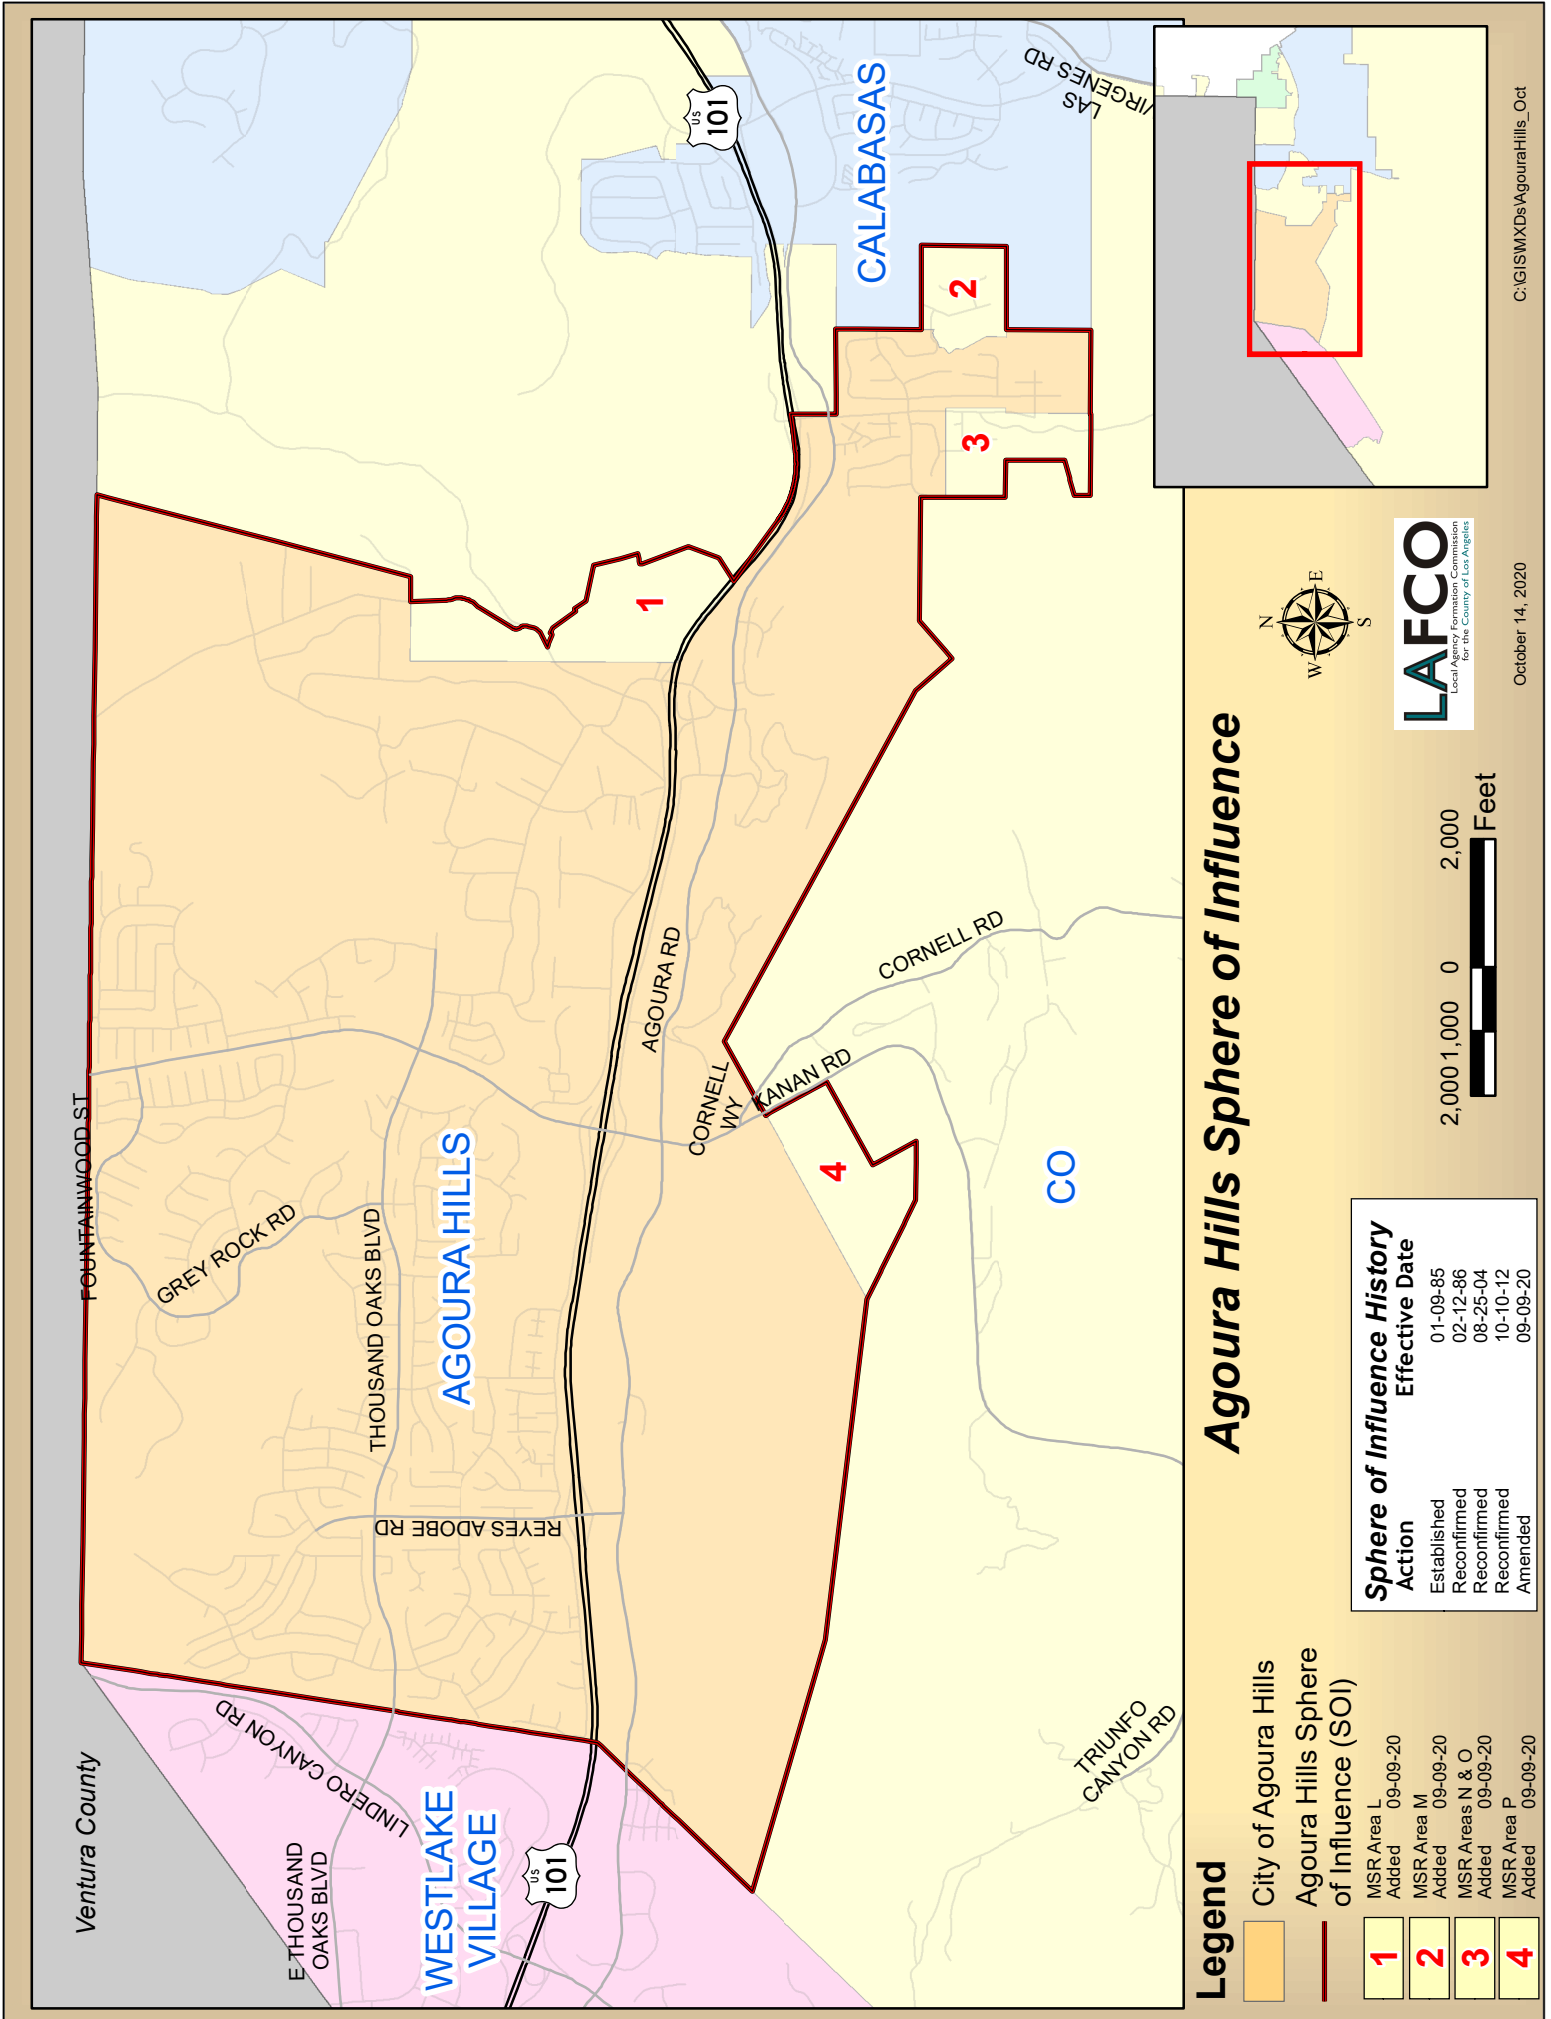 Ventura County
FOUNTAINWOOD ST
GREY ROCK RD
LINDERO CANYON RD
E THOUSAND
OAKS BLVD
THOUSAND OAKS BLVD
AGOURA HILLS
REYES ADOBE RD
WESTLAKE
VILLAGE
US
101
US
101
AGOURA RD
CORNELL
WY
KANAN RD
CORNELL RD
CALABASAS
LAS
VIRGENES RD
1
2
3
4
CO
TRIUNFO
CANYON RD
Agoura Hills Sphere of Influence
Legend
City of Agoura Hills
Agoura Hills Sphere
of Influence (SOI)
1 MSR Area L
Added 09-09-20
2 MSR Area M
Added 09-09-20
3 MSR Areas N & O
Added 09-09-20
4 MSR Area P
Added 09-09-20
Sphere of Influence History
Action Effective Date
Established 01-09-85
Reconfirmed 02-12-86
Reconfirmed 08-25-04
Reconfirmed 10-10-12
Amended 09-09-20
2,000 1,000 0 2,000
Feet
N
W E
S
LAFCO
Local Agency Formation Commission
for the County of Los Angeles
October 14, 2020
C:\GIS\MXDs\AgouraHills_Oct